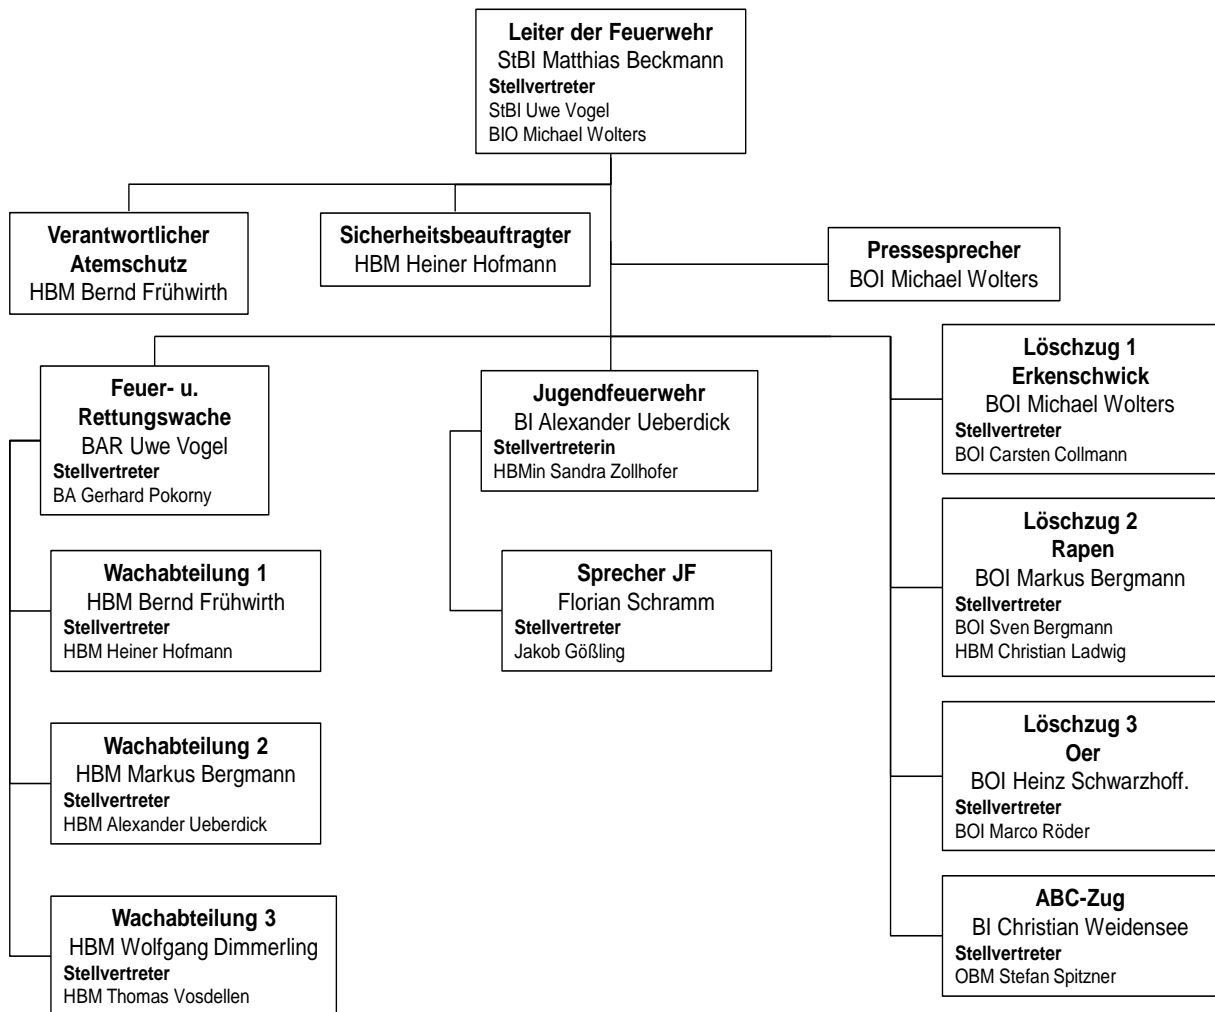 Leiter der Feuerwehr
StBI Matthias Beckmann
Stellvertreter
StBI Uwe Vogel
BIO Michael Wolters
Verantwortlicher
Atemschutz
HBM Bernd Frühwirth
Sicherheitsbeauftragter
HBM Heiner Hofmann
Pressesprecher
BOI Michael Wolters
Feuer- u.
Rettungswache
BAR Uwe Vogel
Stellvertreter
BA Gerhard Pokorny
Wachabteilung 1
HBM Bernd Frühwirth
Stellvertreter
HBM Heiner Hofmann
Wachabteilung 2
HBM Markus Bergmann
Stellvertreter
HBM Alexander Ueberdick
Wachabteilung 3
HBM Wolfgang Dimmerling
Stellvertreter
HBM Thomas Vosdellen
Jugendfeuerwehr
BI Alexander Ueberdick
Stellvertreterin
HBMin Sandra Zollhofer
Sprecher JF
Florian Schramm
Stellvertreter
Jakob Gößling
Löschzug 1
Erkenschwick
BOI Michael Wolters
Stellvertreter
BOI Carsten Collmann
Löschzug 2
Rapen
BOI Markus Bergmann
Stellvertreter
BOI Sven Bergmann
HBM Christian Ladwig
Löschzug 3
Oer
BOI Heinz Schwarzhoff.
Stellvertreter
BOI Marco Röder
ABC-Zug
BI Christian Weidensee
Stellvertreter
OBM Stefan Spitzner